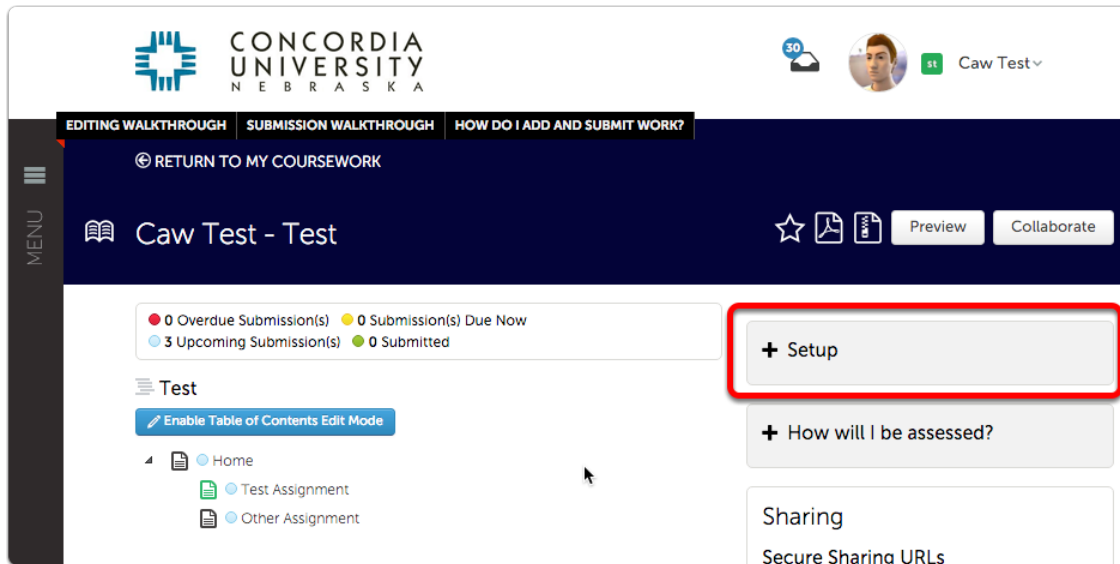 CONCORDIA
UNIVERSITY
NEBRASKA
30
st
Caw Test
EDITING WALKTHROUGH
SUBMISSION WALKTHROUGH
HOW DO I ADD AND SUBMIT WORK?
MENU
RETURN TO MY COURSEWORK
Caw Test - Test
Preview
Collaborate
0 Overdue Submission(s) 0 Submission(s) Due Now
3 Upcoming Submission(s) 0 Submitted
Test
Enable Table of Contents Edit Mode
Home
Test Assignment
Other Assignment
+ Setup
+ How will I be assessed?
Sharing
Secure Sharing URLs